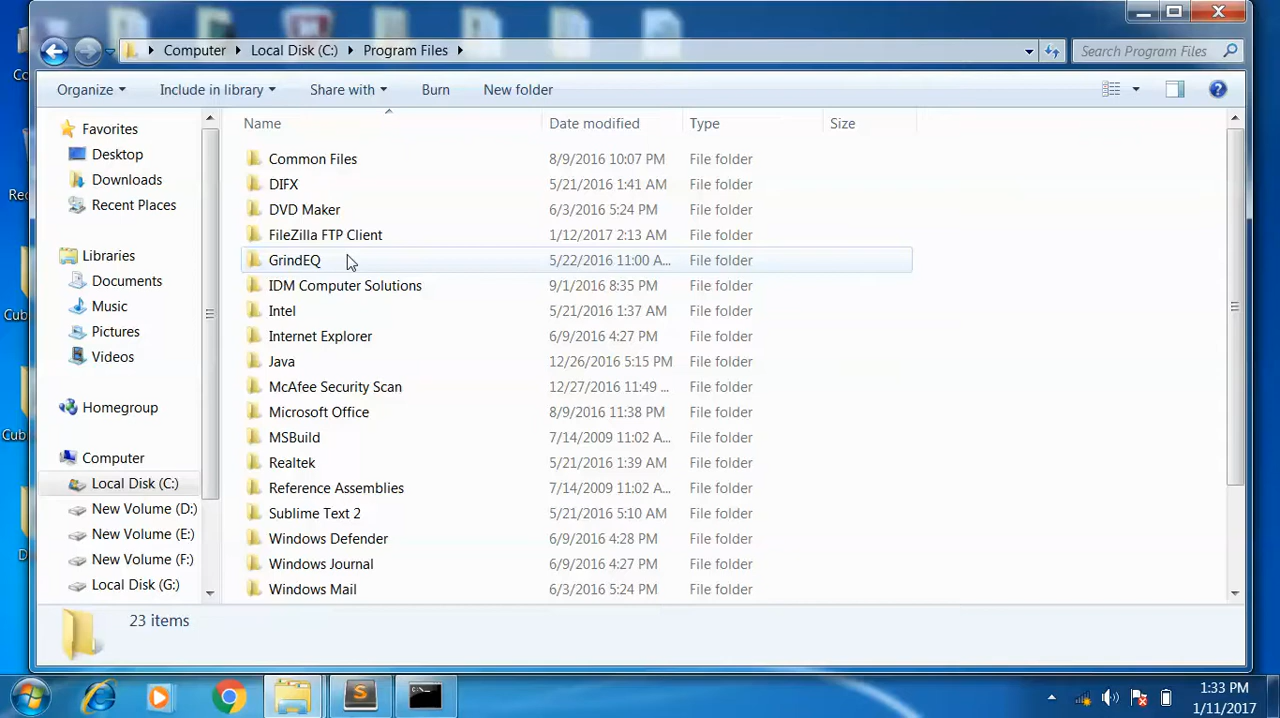 Computer Local Disk (C:) Program Files Search Program Files
Organize Include in library Share with Burn New folder
Name Date modified Type Size
Favorites
Desktop
Downloads
Recent Places
Libraries
Documents
Music
Pictures
Videos
Homegroup
Computer
Local Disk (C:)
New Volume (D:)
New Volume (E:)
New Volume (F:)
Local Disk (G:)
Common Files 8/9/2016 10:07 PM File folder
DIFX 5/21/2016 1:41 AM File folder
DVD Maker 6/3/2016 5:24 PM File folder
FileZilla FTP Client 1/12/2017 2:13 AM File folder
GrindEQ 5/22/2016 11:00 A... File folder
IDM Computer Solutions 9/1/2016 8:35 PM File folder
Intel 5/21/2016 1:37 AM File folder
Internet Explorer 6/9/2016 4:27 PM File folder
Java 12/26/2016 5:15 PM File folder
McAfee Security Scan 12/27/2016 11:49 ... File folder
Microsoft Office 8/9/2016 11:38 PM File folder
MSBuild 7/14/2009 11:02 A... File folder
Realtek 5/21/2016 1:39 AM File folder
Reference Assemblies 7/14/2009 11:02 A... File folder
Sublime Text 2 5/21/2016 5:10 AM File folder
Windows Defender 6/9/2016 4:28 PM File folder
Windows Journal 6/9/2016 4:27 PM File folder
Windows Mail 6/3/2016 5:24 PM File folder
23 items
1:33 PM
1/11/2017